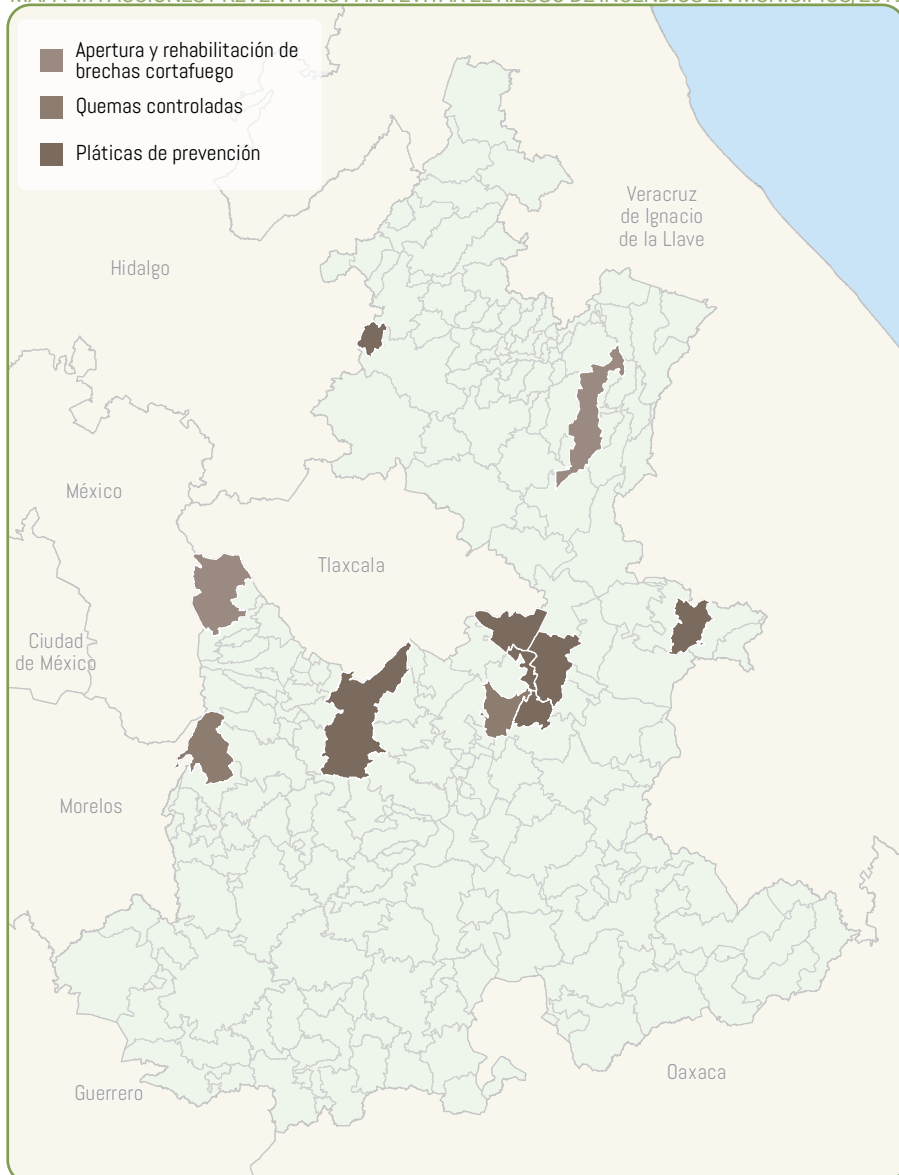 Apertura y rehabilitación de
brechas cortafuego
Quemas controladas
Pláticas de prevención
Veracruz
de Ignacio
de la Llave
Hidalgo
México
Tlaxcala
Ciudad
de México
Morelos
Oaxaca
Guerrero